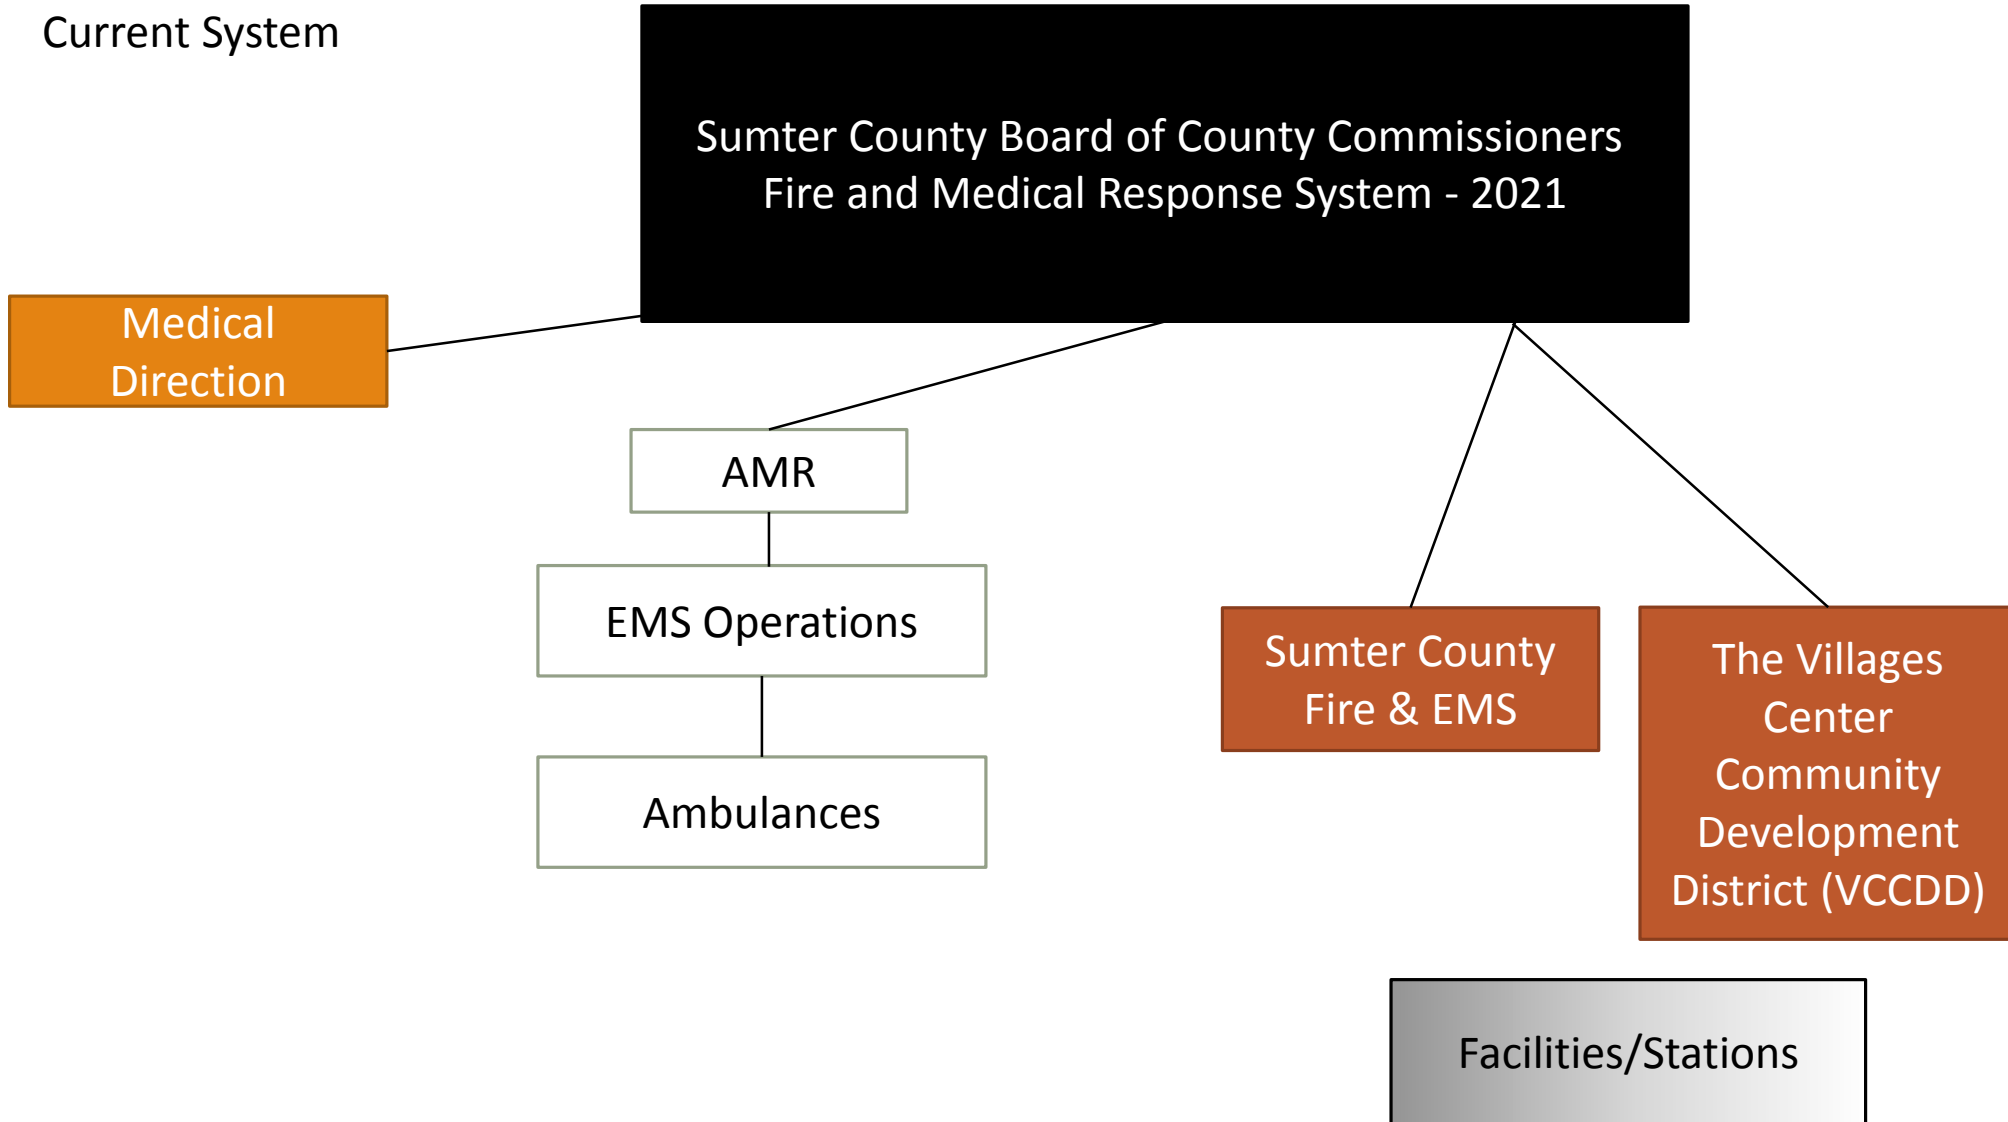 Current System
Sumter County Board of County Commissioners
Fire and Medical Response System - 2021
Medical
Direction
AMR
EMS Operations
Ambulances
Sumter County
Fire & EMS
The Villages
Center
Community
Development
District (VCCDD)
Facilities/Stations